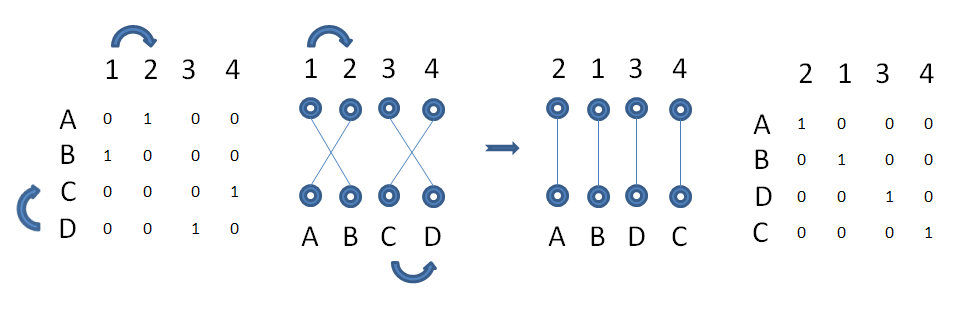 1 2 3 4
A 0 1 0 0
B 1 0 0 0
C 0 0 0 1
D 0 0 1 0
1 2 3 4
A B C D
2 1 3 4
A B D C
2 1 3 4
A 1 0 0 0
B 0 1 0 0
D 0 0 1 0
C 0 0 0 1